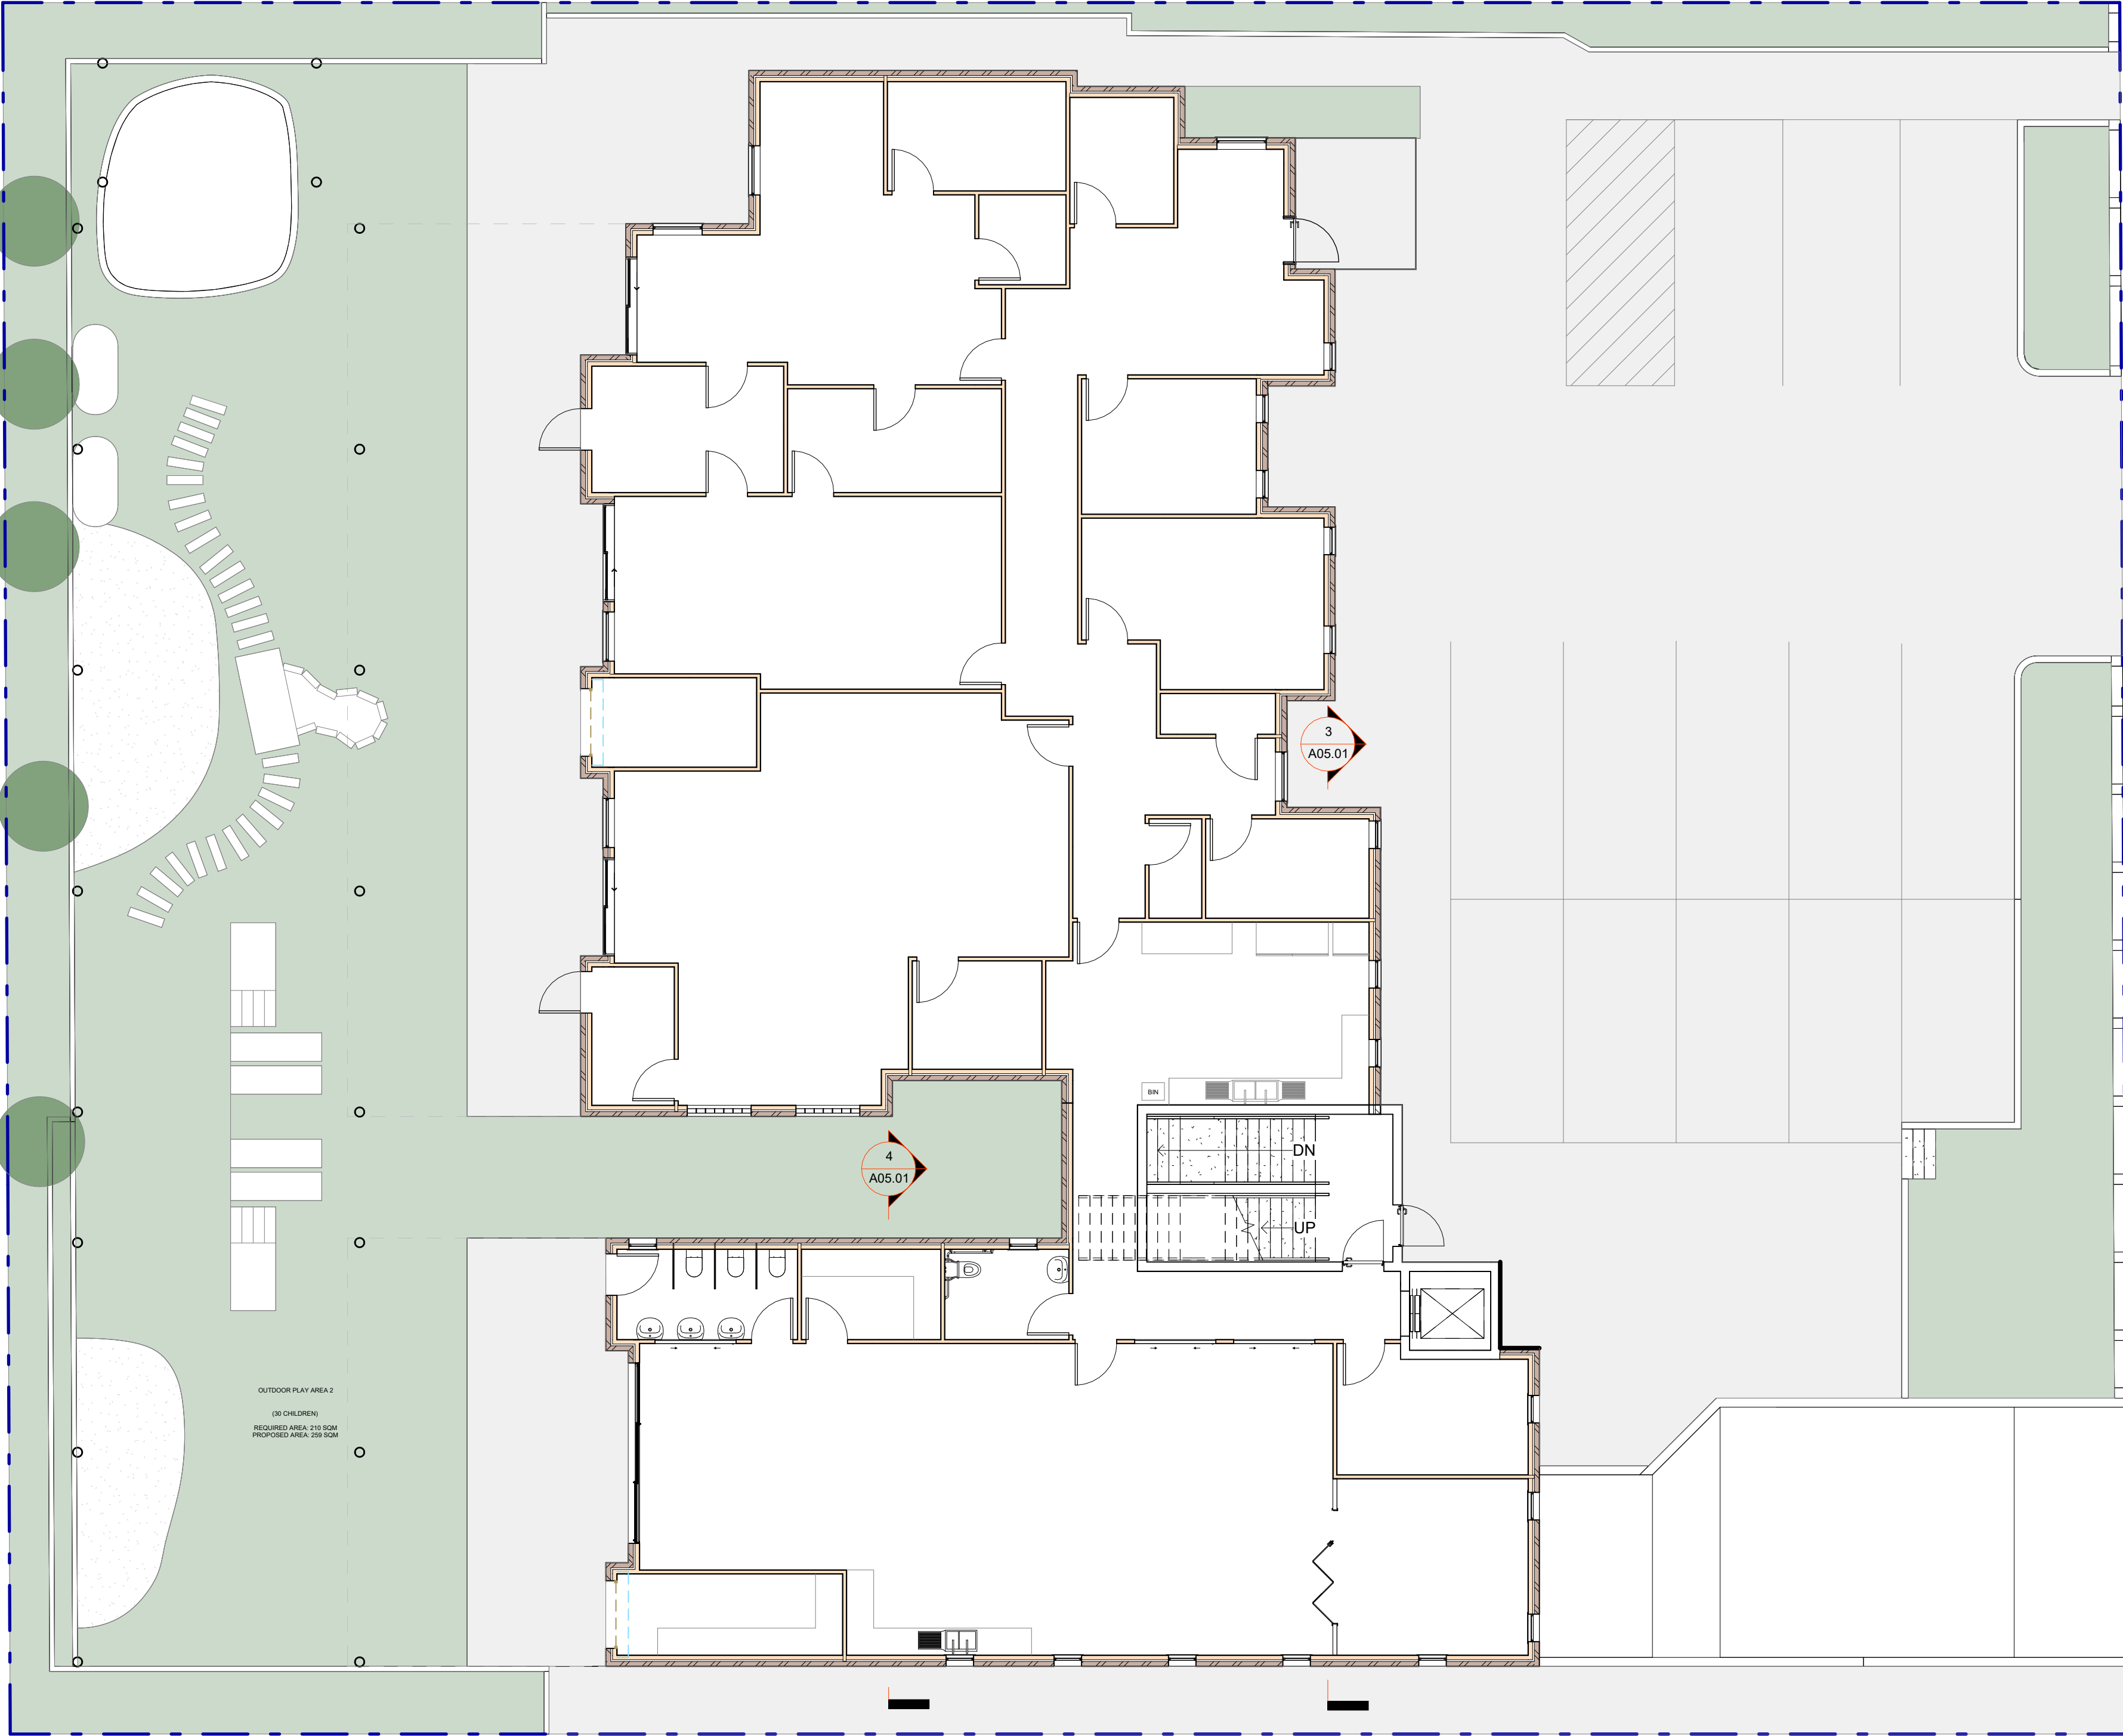 3
A05.01
BIN
DN
4
A05.01
UP
OUTDOOR PLAY AREA 2
(30 CHILDREN)
REQUIRED AREA: 210 SQM
PROPOSED AREA: 259 SQM